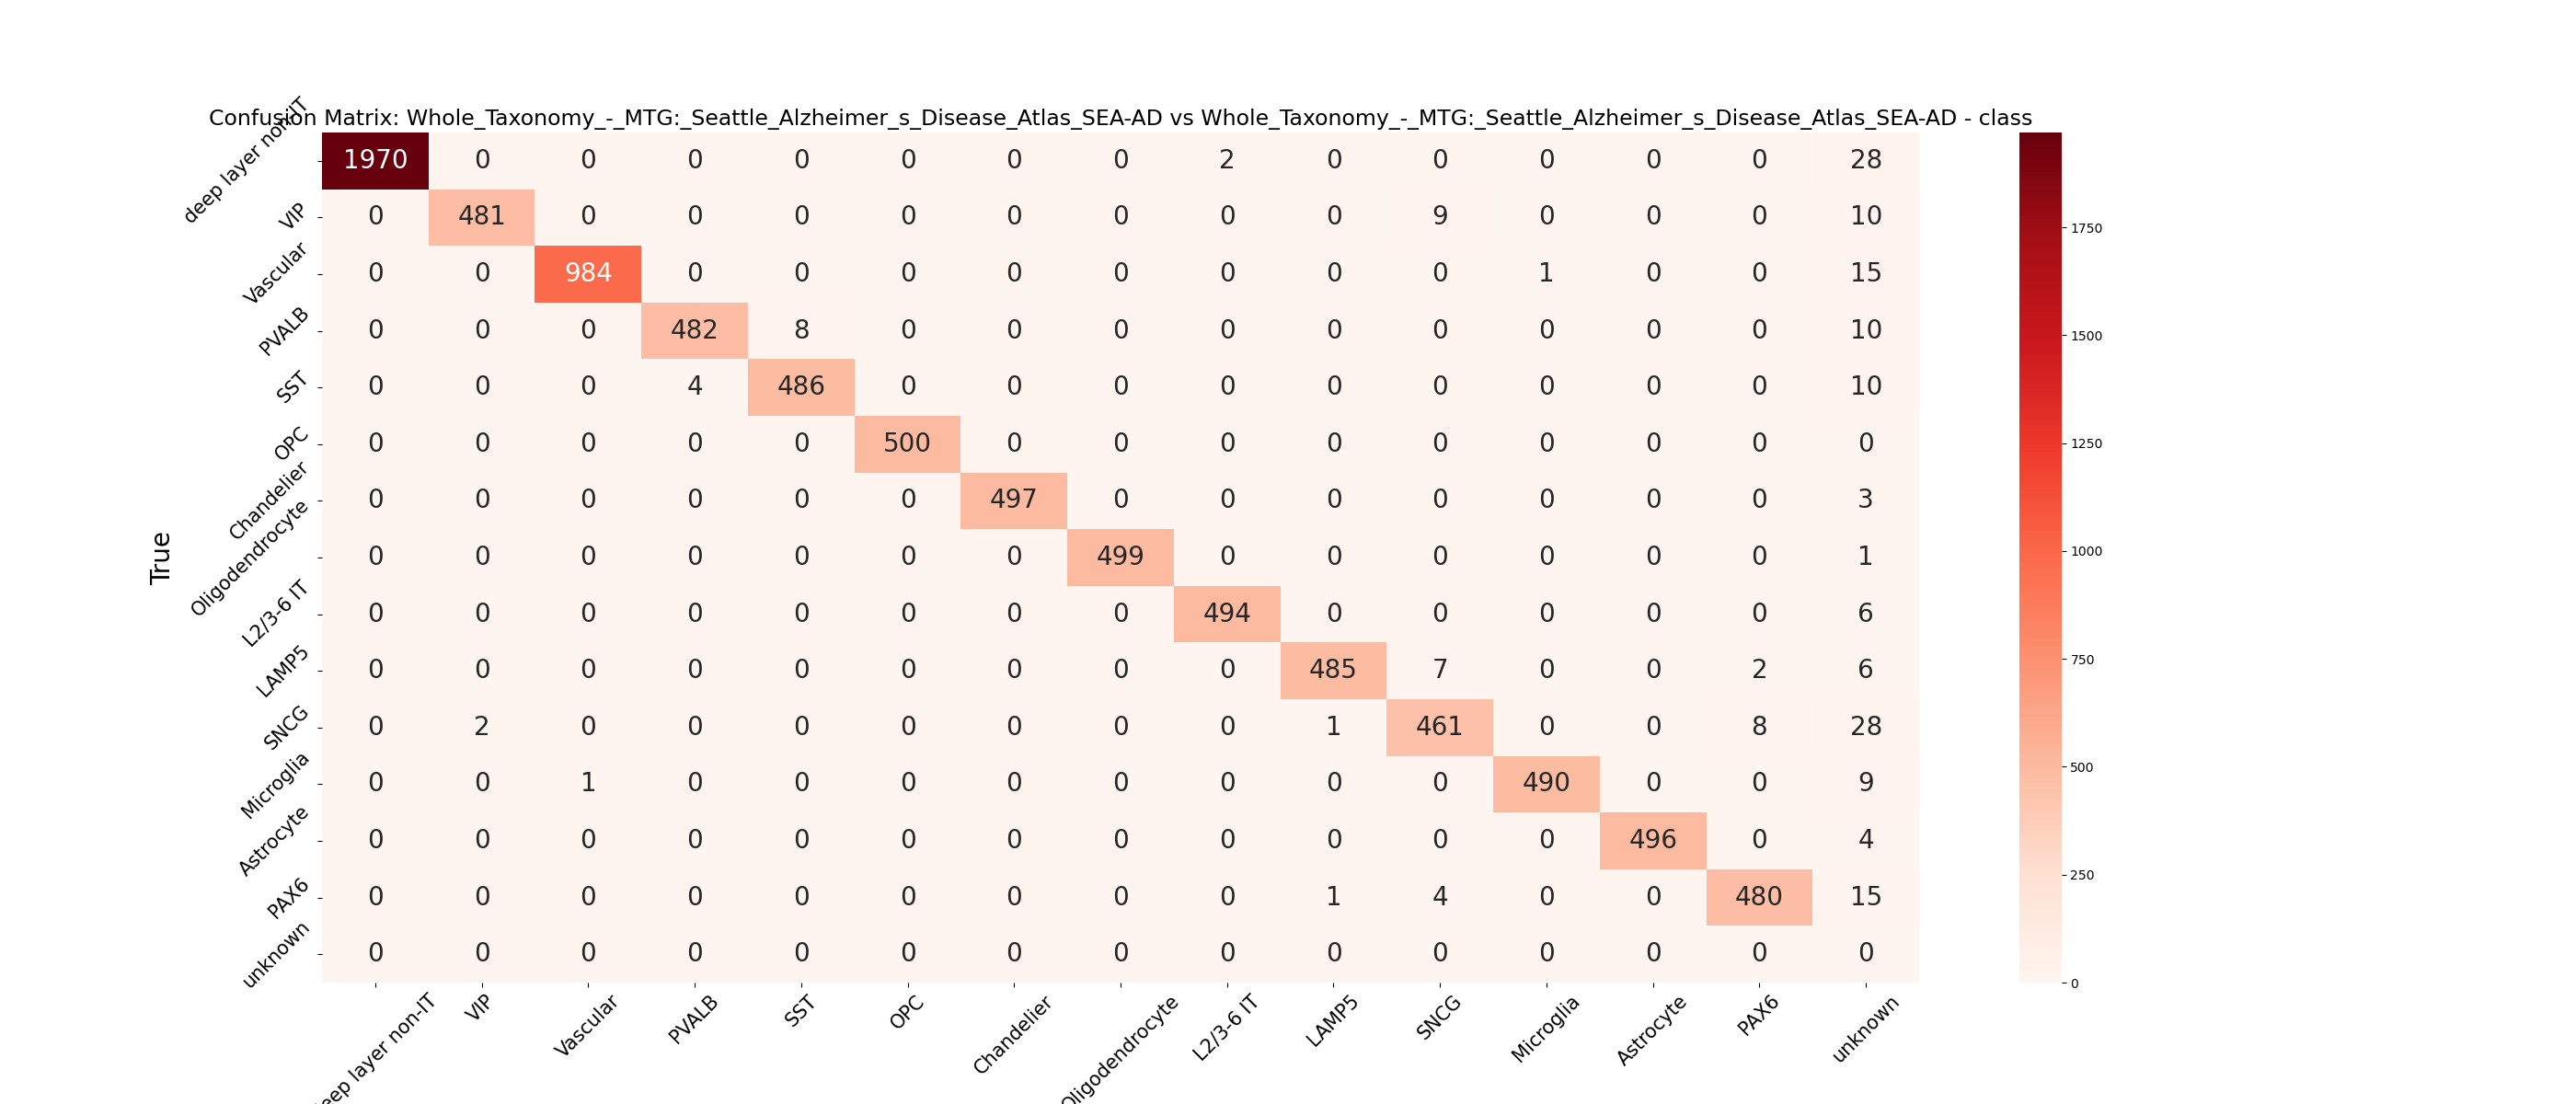 Confusion Matrix: Whole_Taxonomy_-_MTG:_Seattle_Alzheimer_s_Disease_Atlas_SEA-AD vs Whole_Taxonomy_-_MTG:_Seattle_Alzheimer_s_Disease_Atlas_SEA-AD - class
True
deep layer non-IT 1970 0 0 0 0 0 0 0 2 0 0 0 0 0 28
VIP 0 481 0 0 0 0 0 0 0 0 9 0 0 0 10
Vascular 0 0 984 0 0 0 0 0 0 0 0 1 0 0 15
PVALB 0 0 0 482 8 0 0 0 0 0 0 0 0 0 10
SST 0 0 0 4 486 0 0 0 0 0 0 0 0 0 10
OPC 0 0 0 0 0 500 0 0 0 0 0 0 0 0 0
Chandelier 0 0 0 0 0 0 497 0 0 0 0 0 0 0 3
Oligodendrocyte 0 0 0 0 0 0 0 499 0 0 0 0 0 0 1
L2/3-6 IT 0 0 0 0 0 0 0 0 494 0 0 0 0 0 6
LAMP5 0 0 0 0 0 0 0 0 0 485 7 0 0 2 6
SNCG 0 2 0 0 0 0 0 0 0 1 461 0 0 8 28
Microglia 0 0 1 0 0 0 0 0 0 0 0 490 0 0 9
Astrocyte 0 0 0 0 0 0 0 0 0 0 0 0 496 0 4
PAX6 0 0 0 0 0 0 0 0 0 1 4 0 0 480 15
unknown 0 0 0 0 0 0 0 0 0 0 0 0 0 0 0
eep layer non-IT VIP Vascular PVALB SST OPC Chandelier Oligodendrocyte L2/3-6 IT LAMP5 SNCG Microglia Astrocyte PAX6 unknown
1750
1500
1250
1000
750
500
250
0